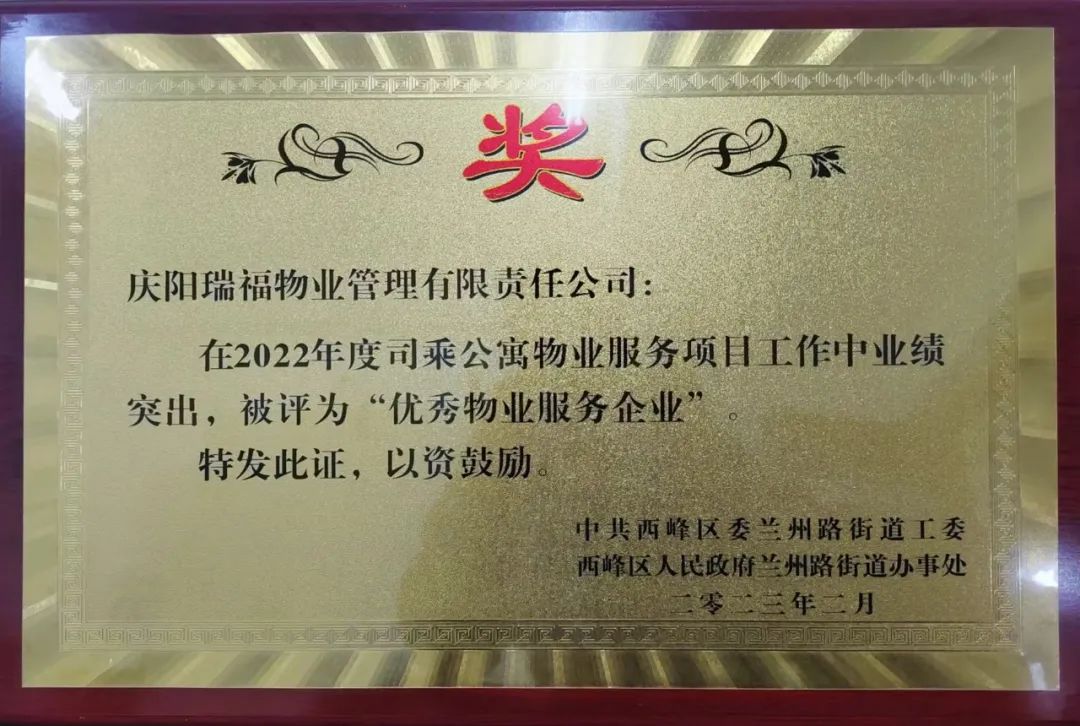 奖
庆阳瑞福物业管理有限责任公司：
在2022年度司乘公寓物业服务项目工作中业绩
突出，被评为“优秀物业服务企业”。
特发此证，以资鼓励。
中共西峰区委兰州路街道工委
西峰区人民政府兰州路街道办事处
二零二三年二月